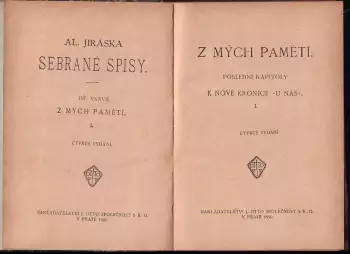 AL. JIRÁSKA
SEBRANÉ SPISY.
Z MÝCH PAMĚTÍ.
I.
ČTVRTÉ VYDÁNÍ.
NAKLADATELSTVÍ J. OTTO SPOLEČNOST S R. O.
V PRAZE
Z MÝCH PAMĚTÍ.
POSLEDNÍ KAPITOLY
K NOVÉ KRONICE »U NÁS«.
I.
ČTVRTÉ VYDÁNÍ.
NAKLADATELSTVÍ J. OTTO SPOLEČNOST S R. O.
V PRAZE